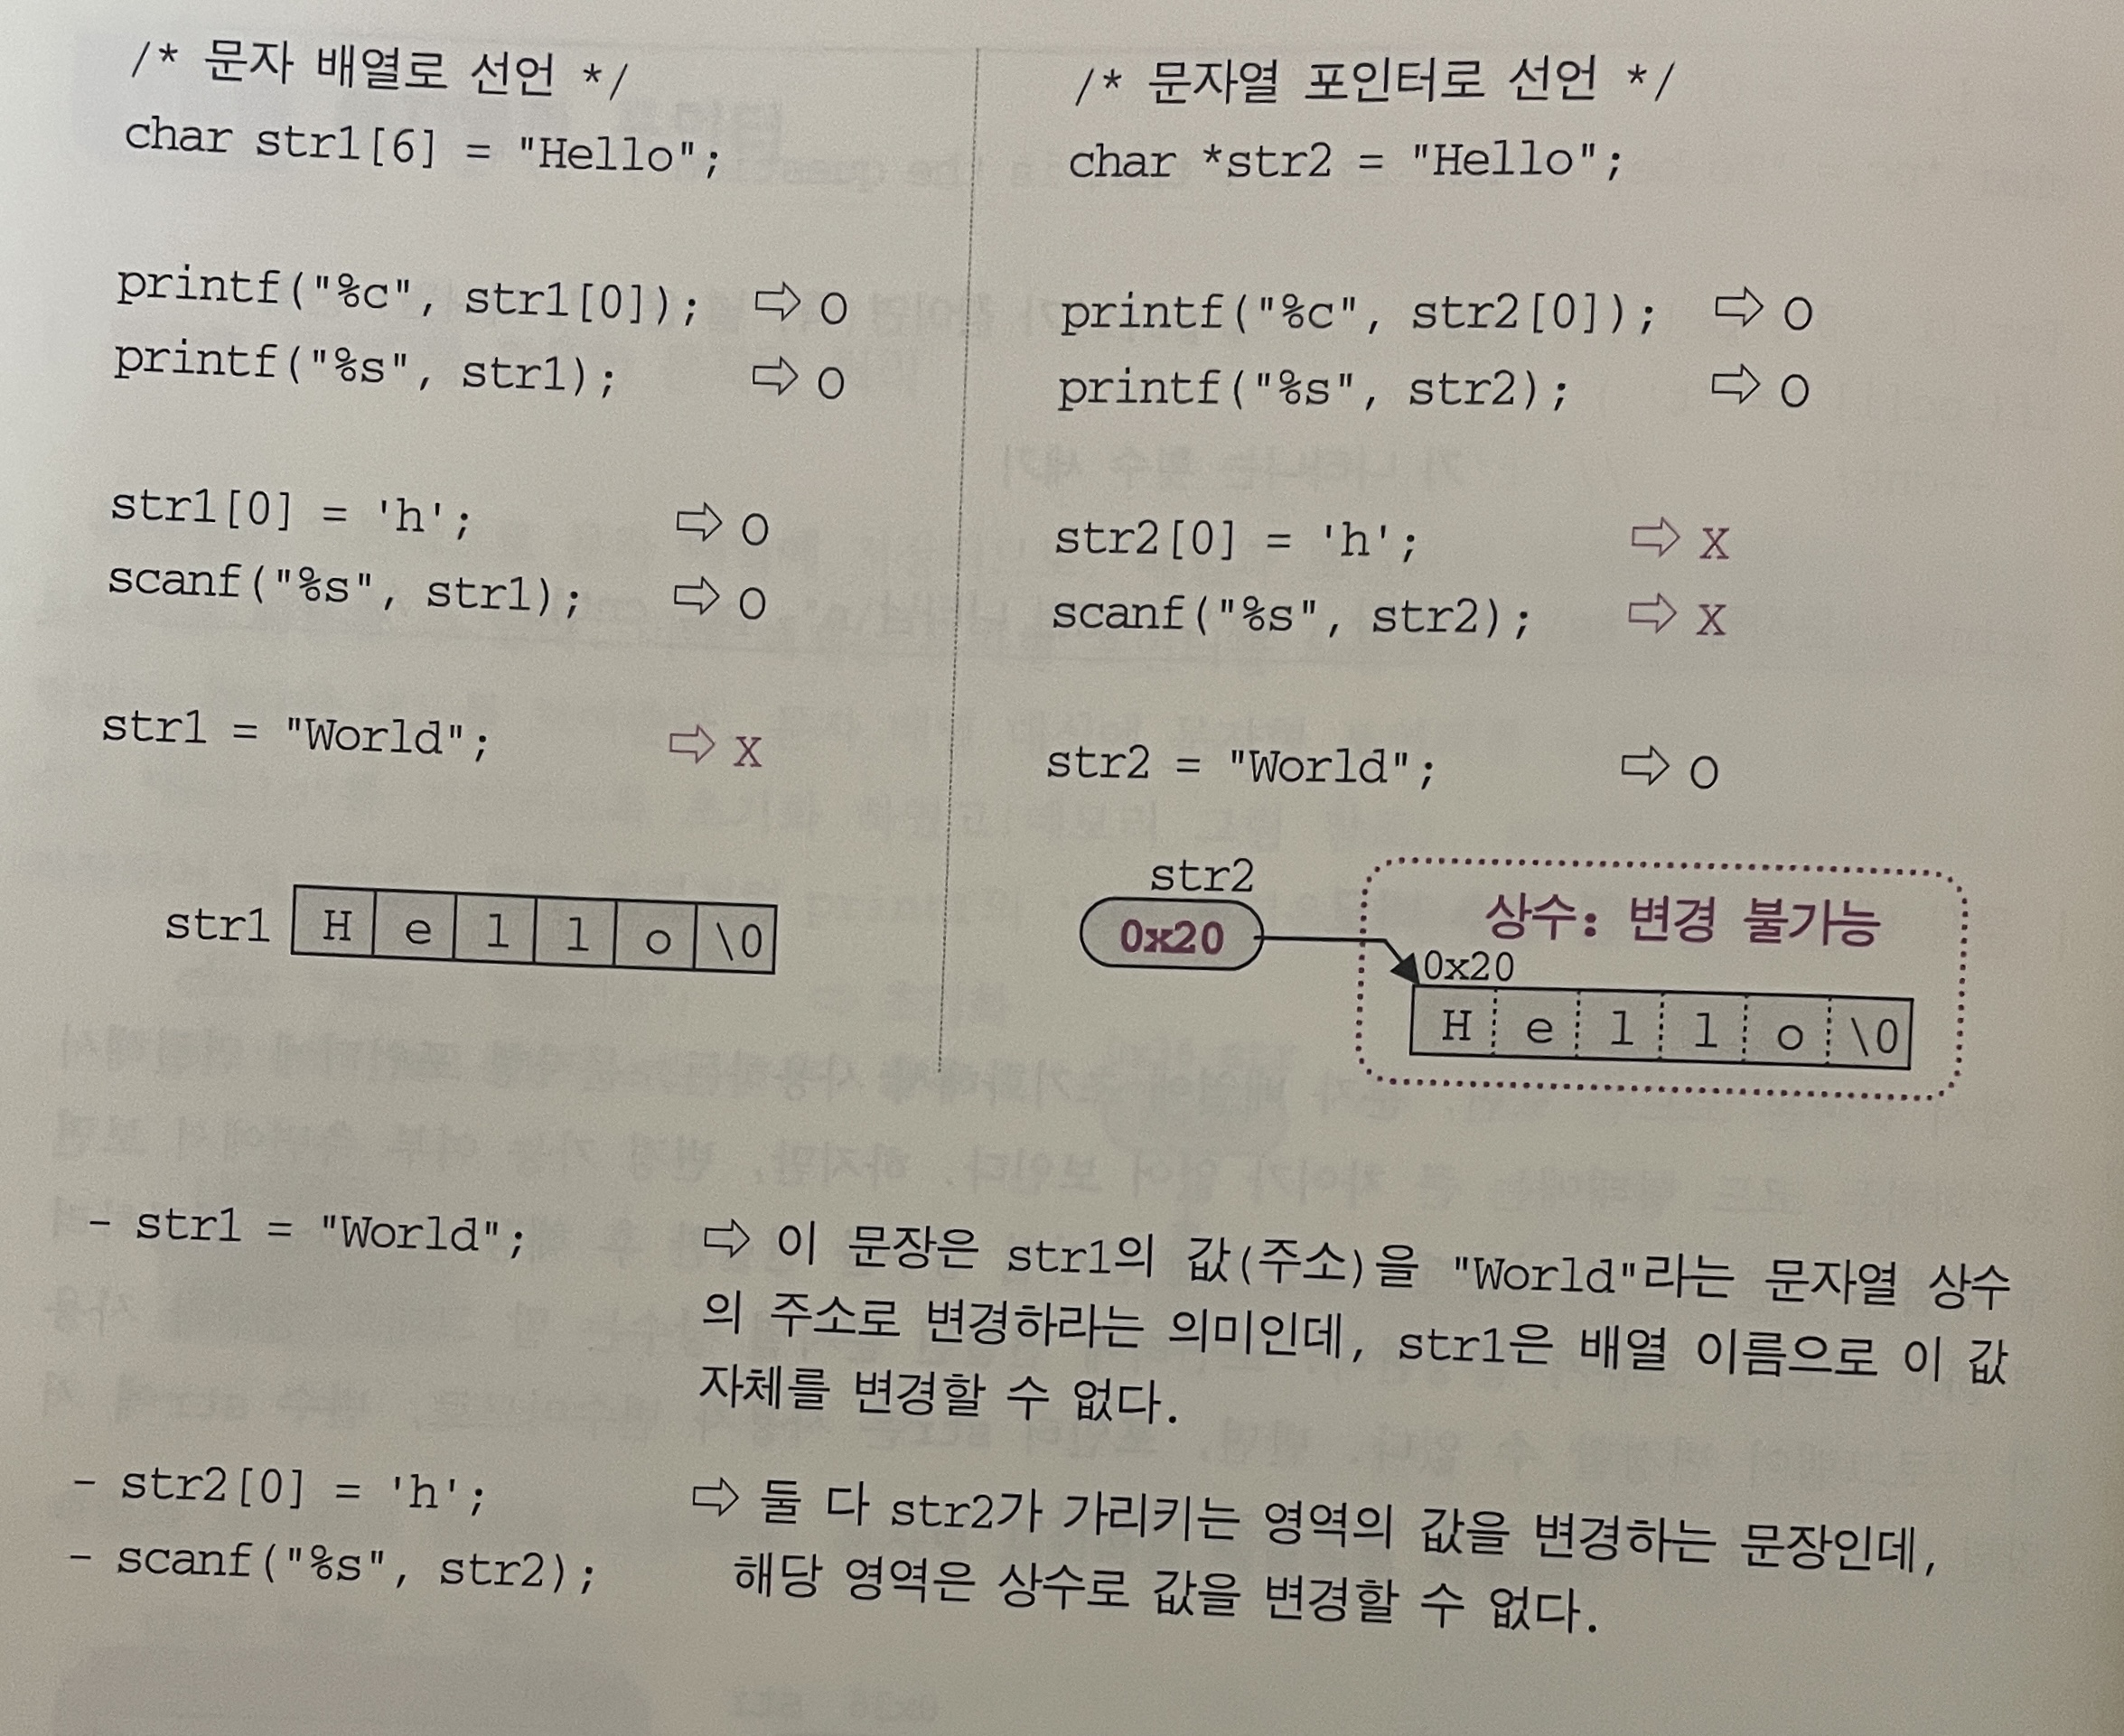 /* 문자 배열로 선언 */
char str1[6] = "Hello";
printf("%c", str1[0]); ⇨ O
printf("%s", str1); ⇨ O
str1[0] = 'h'; ⇨ O
scanf("%s", str1); ⇨ O
str1 = "World"; ⇨ X
str1 H e l l o \0
/* 문자열 포인터로 선언 */
char *str2 = "Hello";
printf("%c", str2[0]); ⇨ O
printf("%s", str2); ⇨ O
str2[0] = 'h'; ⇨ X
scanf("%s", str2); ⇨ X
str2 = "World"; ⇨ O
str2
0x20
상수: 변경 불가능
0x20
H e l l o \0
- str1 = "World"; ⇨ 이 문장은 str1의 값(주소)을 "World"라는 문자열 상수
의 주소로 변경하라는 의미인데, str1은 배열 이름으로 이 값
자체를 변경할 수 없다.
- str2[0] = 'h'; ⇨ 둘 다 str2가 가리키는 영역의 값을 변경하는 문장인데,
- scanf("%s", str2); 해당 영역은 상수로 값을 변경할 수 없다.